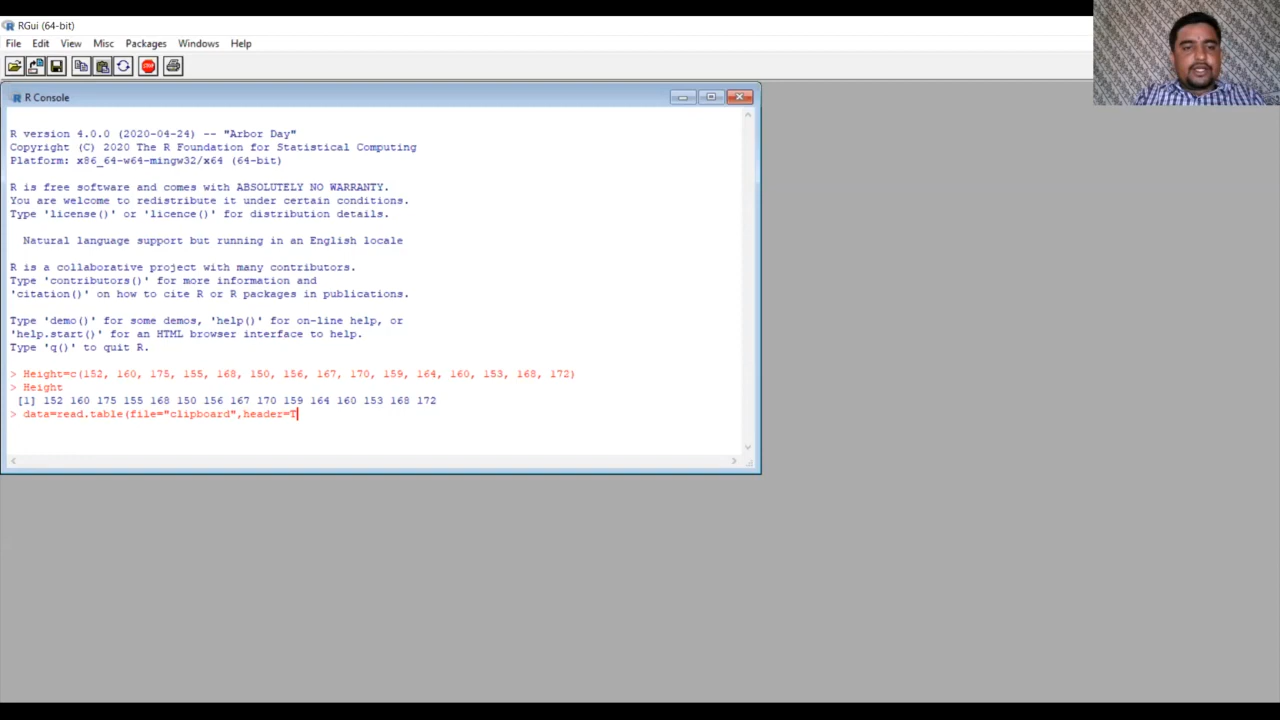 RGui (64-bit)
File Edit View Misc Packages Windows Help
STOP
R Console
R version 4.0.0 (2020-04-24) -- "Arbor Day"
Copyright (C) 2020 The R Foundation for Statistical Computing
Platform: x86_64-w64-mingw32/x64 (64-bit)
R is free software and comes with ABSOLUTELY NO WARRANTY.
You are welcome to redistribute it under certain conditions.
Type 'license()' or 'licence()' for distribution details.
Natural language support but running in an English locale
R is a collaborative project with many contributors.
Type 'contributors()' for more information and
'citation()' on how to cite R or R packages in publications.
Type 'demo()' for some demos, 'help()' for on-line help, or
'help.start()' for an HTML browser interface to help.
Type 'q()' to quit R.
> Height=c(152, 160, 175, 155, 168, 150, 156, 167, 170, 159, 164, 160, 153, 168, 172)
> Height
[1] 152 160 175 155 168 150 156 167 170 159 164 160 153 168 172
> data=read.table(file="clipboard",header=T